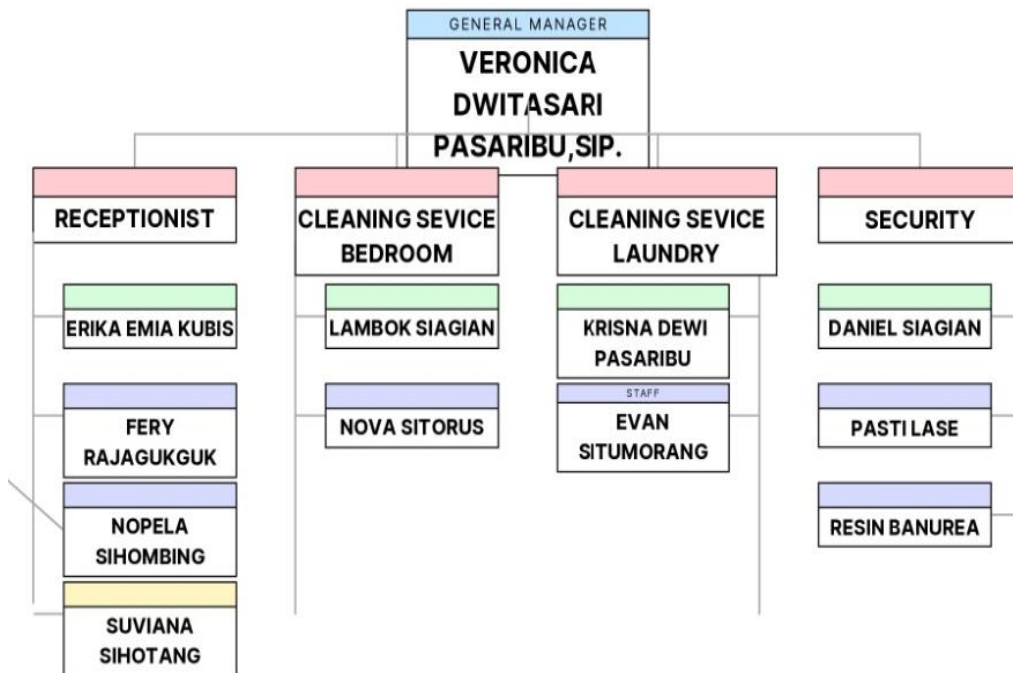 GENERAL MANAGER
VERONICA
DWITASARI
PASARIBU,SIP.
RECEPTIONIST
CLEANING SEVICE
BEDROOM
CLEANING SEVICE
LAUNDRY
SECURITY
ERIKA EMIA KUBIS
LAMBOK SIAGIAN
KRISNA DEWI
PASARIBU
DANIEL SIAGIAN
FERY
RAJAGUKGUK
NOVA SITORUS
STAFF
EVAN
SITUMORANG
PASTI LASE
NOPELA
SIHOMBING
RESIN BANUREA
SUVIANA
SIHOTANG